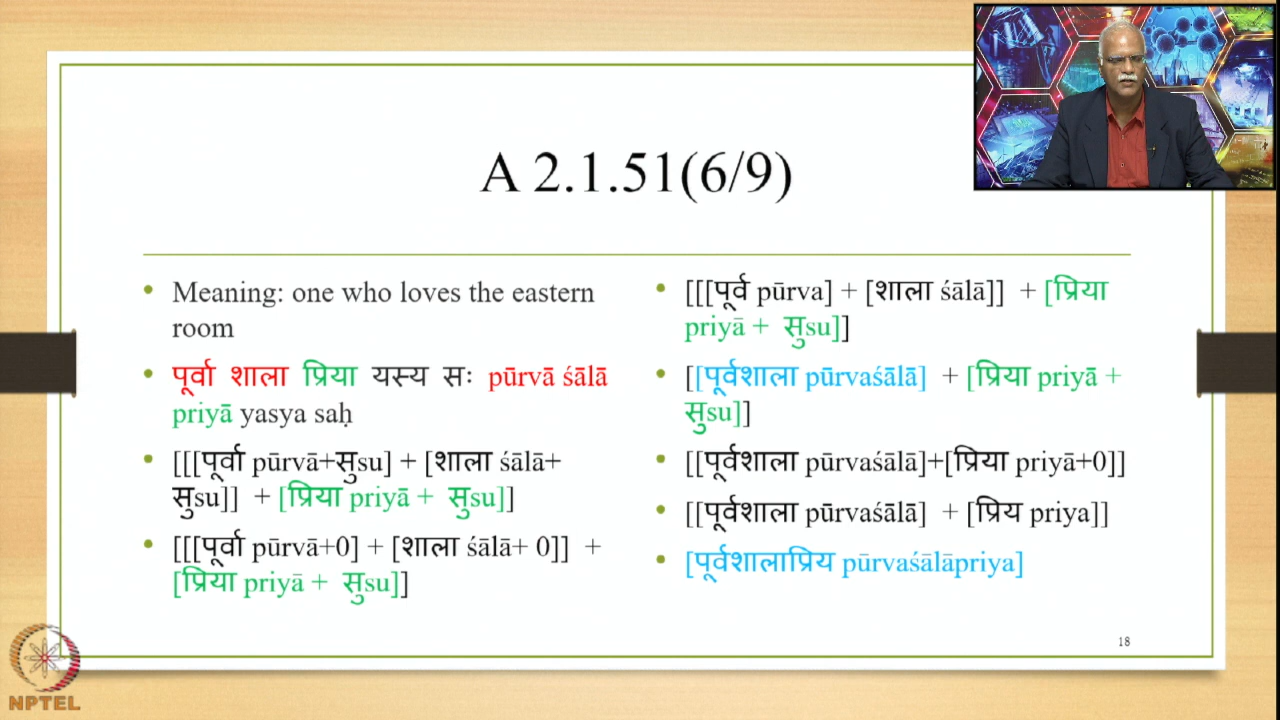 A 2.1.51(6/9)
• Meaning: one who loves the eastern
room
• पूर्वा शाला प्रिया यस्य सः pūrvā śālā
priyā yasya saḥ
• [[[पूर्वा pūrvā+सुsu] + [शाला śālā+
सुsu]] + [प्रिया priyā + सुsu]]
• [[[पूर्वा pūrvā+0] + [शाला śālā+ 0]] +
[प्रिया priyā + सुsu]]
• [[[पूर्व pūrva] + [शाला śālā]] + [प्रिया
priyā + सुsu]]
• [[पूर्वशाला pūrvaśālā] + [प्रिया priyā +
सुsu]]
• [[पूर्वशाला pūrvaśālā]+[प्रिया priyā+0]]
• [[पूर्वशाला pūrvaśālā] + [प्रिय priya]]
• [पूर्वशालाप्रिय pūrvaśālāpriya]
18
NPTEL